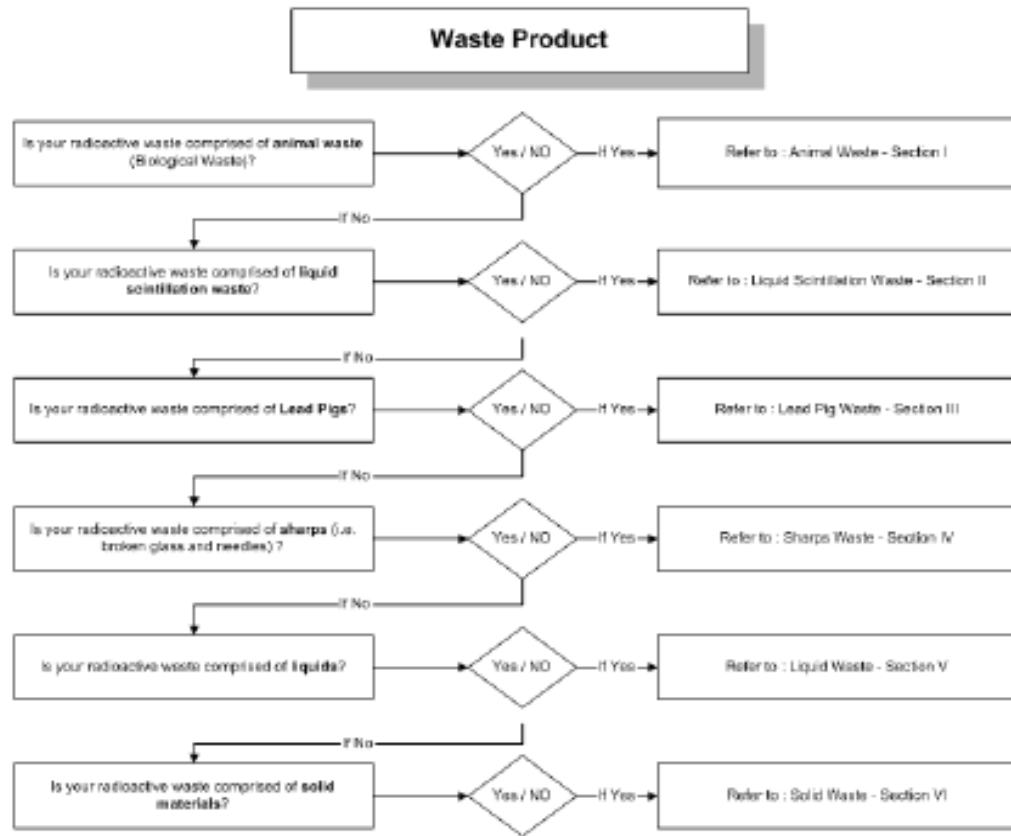 Waste Product
Is your radioactive waste comprised of animal waste
(Biological Waste)?
Yes / NO
If Yes
Refer to : Animal Waste - Section I
If No
Is your radioactive waste comprised of liquid
scintillation waste?
Yes / NO
If Yes
Refer to : Liquid Scintillation Waste - Section II
If No
Is your radioactive waste comprised of Lead Pigs?
Yes / NO
If Yes
Refer to : Lead Pig Waste - Section III
If No
Is your radioactive waste comprised of sharps (i.e.
broken glass and needles) ?
Yes / NO
If Yes
Refer to : Sharps Waste - Section IV
If No
Is your radioactive waste comprised of liquids?
Yes / NO
If Yes
Refer to : Liquid Waste - Section V
If No
Is your radioactive waste comprised of solid
materials?
Yes / NO
If Yes
Refer to : Solid Waste - Section VI